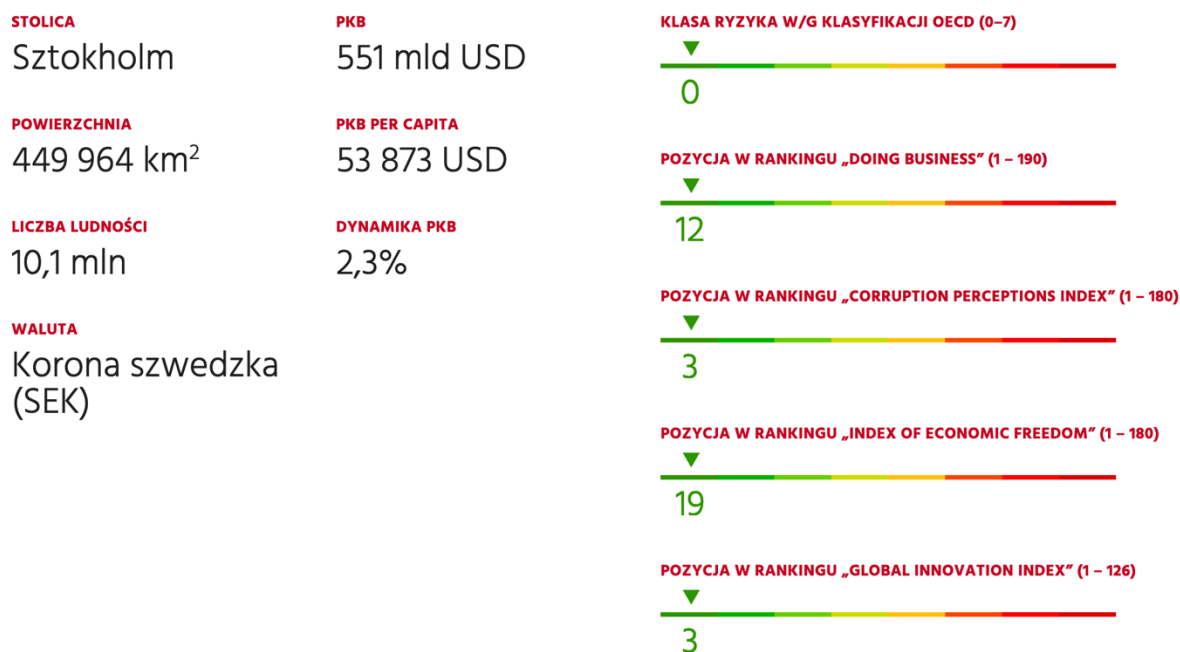 STOLICA
Sztokholm
POWIERZCHNIA
449 964 km²
LICZBA LUDNOŚCI
10,1 mln
WALUTA
Korona szwedzka
(SEK)
PKB
551 mld USD
PKB PER CAPITA
53 873 USD
DYNAMIKA PKB
2,3%
KLASA RYZYKA W/G KLASYFIKACJI OECD (0–7)
0
POZYCJA W RANKINGU „DOING BUSINESS” (1 – 190)
12
POZYCJA W RANKINGU „CORRUPTION PERCEPTIONS INDEX” (1 – 180)
3
POZYCJA W RANKINGU „INDEX OF ECONOMIC FREEDOM” (1 – 180)
19
POZYCJA W RANKINGU „GLOBAL INNOVATION INDEX” (1 – 126)
3